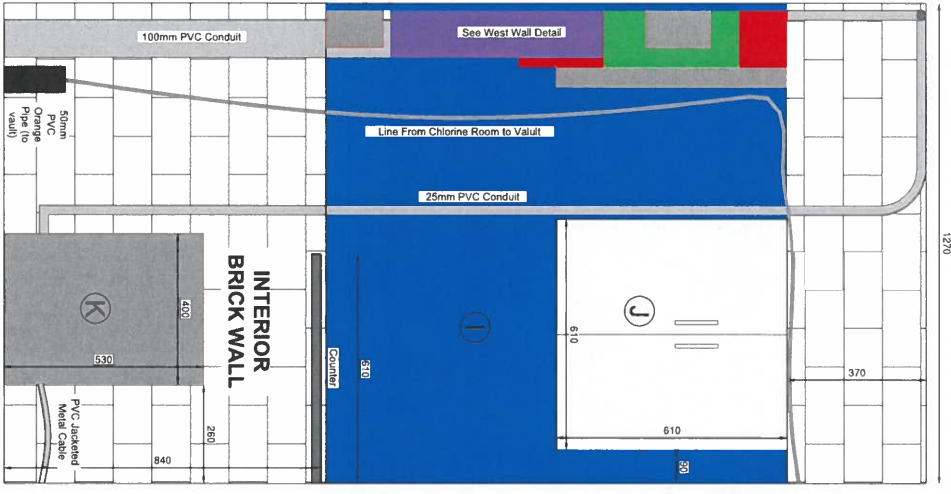 100mm PVC Conduit
See West Wall Detail
50mm
PVC
Orange
Pipe (to
vault)
Line From Chlorine Room to Valult
25mm PVC Conduit
1270
INTERIOR
BRICK WALL
K
400
530
Counter
610
I
J
610
610
370
PVC Jacketed
Metal Cable
260
840
90